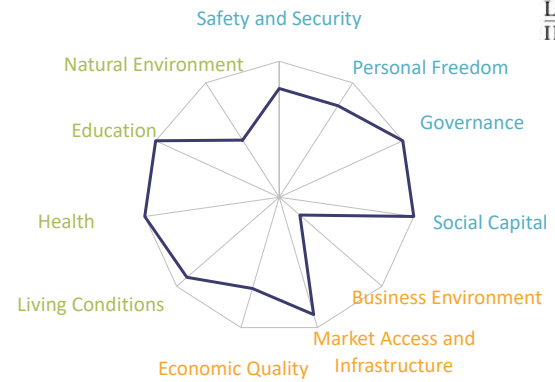 Safety and Security
Natural Environment
Personal Freedom
Education
Governance
Health
Social Capital
Living Conditions
Business Environment
Market Access and
Infrastructure
Economic Quality